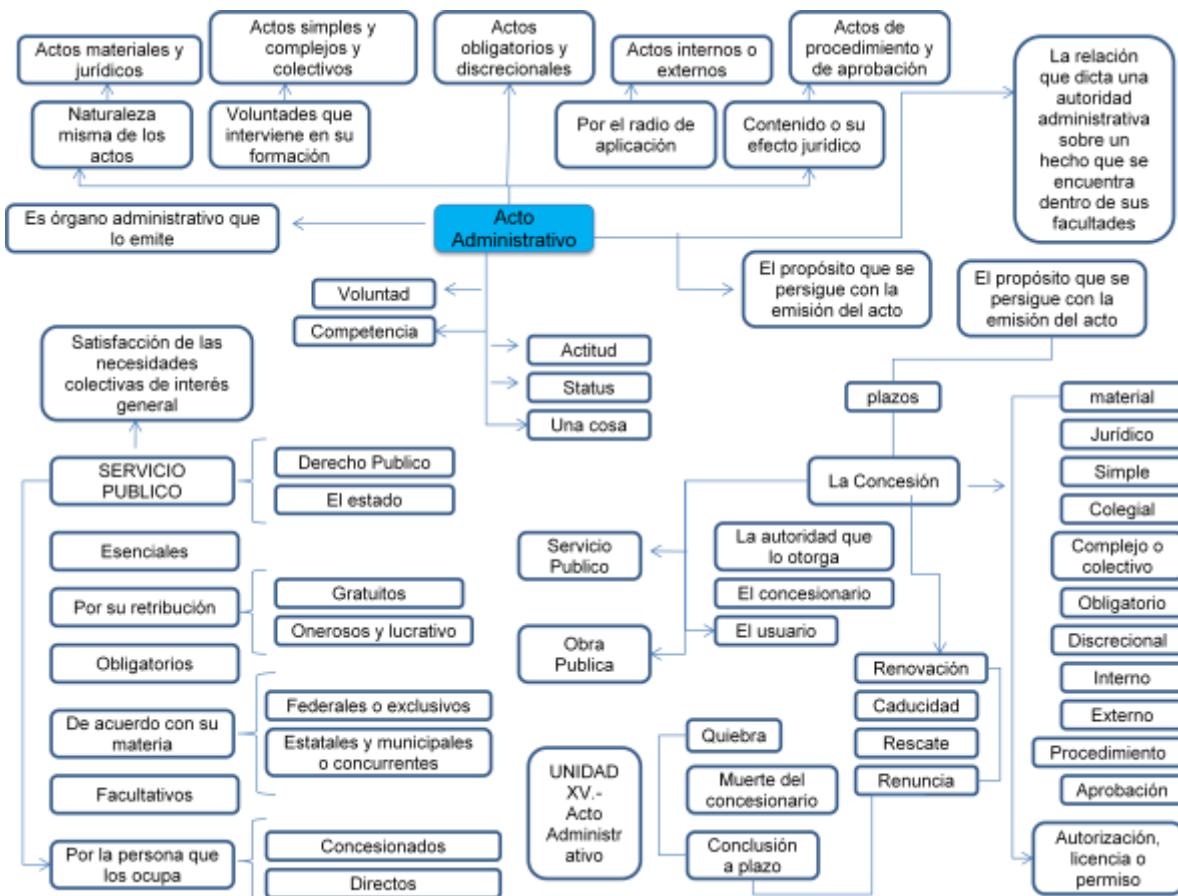 Actos materiales y
jurídicos
Actos simples y
complejos y
colectivos
Actos
obligatorios y
discrecionales
Actos internos o
externos
Actos de
procedimiento y
de aprobación
La relación
que dicta una
autoridad
administrativa
sobre un
hecho que se
encuentra
dentro de sus
facultades
Naturaleza
misma de los
actos
Voluntades que
interviene en su
formación
Por el radio de
aplicación
Contenido o su
efecto jurídico
Es órgano administrativo que
lo emite
Acto
Administrativo
El propósito que se
persigue con la
emisión del acto
El propósito que se
persigue con la
emisión del acto
Voluntad
Competencia
Actitud
Status
Una cosa
Satisfacción de las
necesidades
colectivas de interés
general
SERVICIO
PUBLICO
Derecho Publico
El estado
Esenciales
Por su retribución
Gratuitos
Onerosos y lucrativo
Obligatorios
De acuerdo con su
materia
Federales o exclusivos
Estatales y municipales
o concurrentes
Facultativos
Por la persona que
los ocupa
Concesionados
Directos
plazos
La Concesión
Servicio
Publico
Obra
Publica
La autoridad que
lo otorga
El concesionario
El usuario
Renovación
Caducidad
Rescate
Renuncia
Quiebra
Muerte del
concesionario
Conclusión
a plazo
UNIDAD
XV.-
Acto
Administr
ativo
material
Jurídico
Simple
Colegial
Complejo o
colectivo
Obligatorio
Discrecional
Interno
Externo
Procedimiento
Aprobación
Autorización,
licencia o
permiso